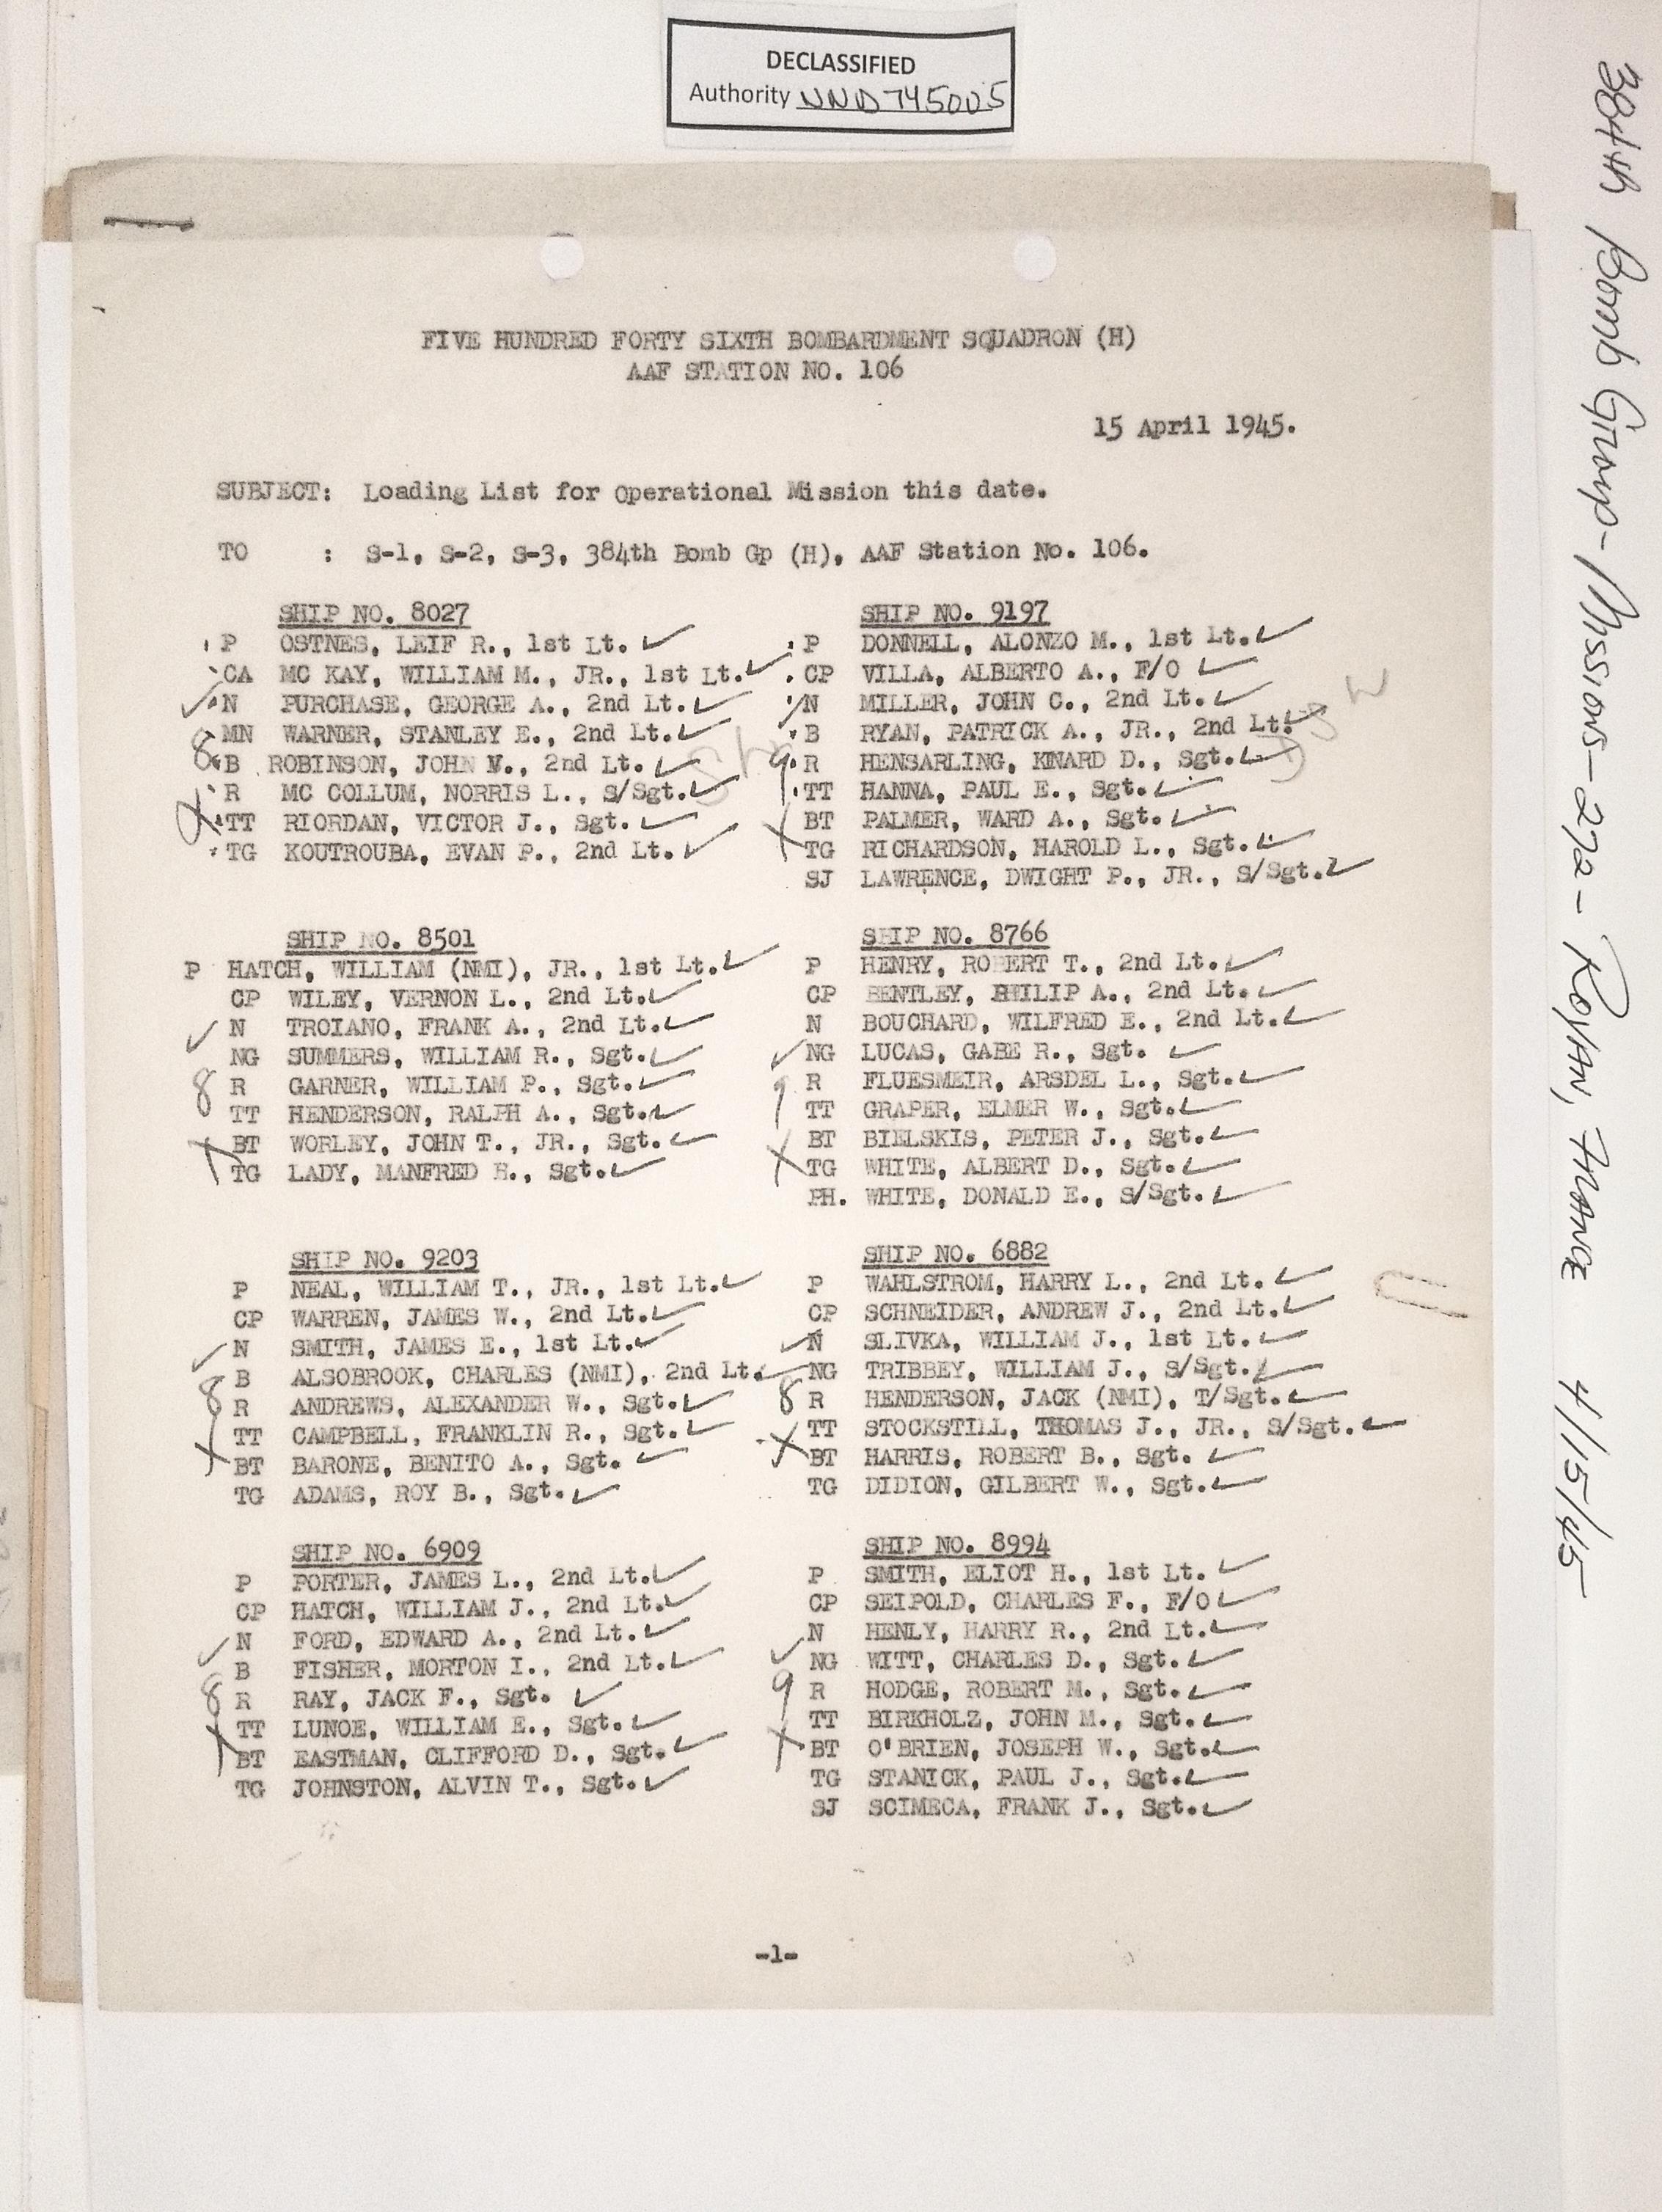 DECLASSIFIED
Authority NND 745005
384th Bomb Group - Missions - 272 - Royan, France 4/15/45
FIVE HUNDRED FORTY SIXTH BOMBARDMENT SQUADRON (H)
AAF STATION NO. 106
15 April 1945.
SUBJECT: Loading List for Operational Mission this date.
TO : S-1, S-2, S-3, 384th Bomb Gp (H), AAF Station No. 106.
SHIP NO. 8027
P OSTNES, LEIF R., 1st Lt.
CA MC KAY, WILLIAM M., JR., 1st Lt.
N PURCHASE, GEORGE A., 2nd Lt.
MN WARNER, STANLEY E., 2nd Lt.
8 B ROBINSON, JOHN V., 2nd Lt.
R MC COLLUM, NORRIS L., S/Sgt.
TT RIORDAN, VICTOR J., Sgt.
TG KOUTROUBA, EVAN P., 2nd Lt.
SHIP NO. 9197
P DONNELL, ALONZO M., 1st Lt.
CP VILLA, ALBERTO A., F/O
N MILLER, JOHN C., 2nd Lt.
B RYAN, PATRICK A., JR., 2nd Lt.
9 R HENSARLING, KINARD D., Sgt.
TT HANNA, PAUL E., Sgt.
BT PALMER, WARD A., Sgt.
TG RICHARDSON, HAROLD L., Sgt.
SJ LAWRENCE, DWIGHT P., JR., S/Sgt.
SHIP NO. 8501
P HATCH, WILLIAM (NMI), JR., 1st Lt.
CP WILEY, VERNON L., 2nd Lt.
N TROIANO, FRANK A., 2nd Lt.
NG SUMMERS, WILLIAM R., Sgt.
8 R GARNER, WILLIAM P., Sgt.
TT HENDERSON, RALPH A., Sgt.
BT WORLEY, JOHN T., JR., Sgt.
TG LADY, MANFRED H., Sgt.
SHIP NO. 8766
P HENRY, ROBERT T., 2nd Lt.
CP BENTLEY, PHILIP A., 2nd Lt.
N BOUCHARD, WILFRED E., 2nd Lt.
NG LUCAS, GABE R., Sgt.
9 R FLUESMEIR, ARSDEL L., Sgt.
TT GRAPER, ELMER W., Sgt.
BT BIELSKIS, PETER J., Sgt.
TG WHITE, ALBERT D., Sgt.
PH. WHITE, DONALD E., S/Sgt.
SHIP NO. 9203
P NEAL, WILLIAM T., JR., 1st Lt.
CP WARREN, JAMES W., 2nd Lt.
N SMITH, JAMES E., 1st Lt.
B ALSOBROOK, CHARLES (NMI), 2nd Lt.
8 R ANDREWS, ALEXANDER W., Sgt.
TT CAMPBELL, FRANKLIN R., Sgt.
BT BARONE, BENITO A., Sgt.
TG ADAMS, ROY B., Sgt.
SHIP NO. 6882
P WAHLSTROM, HARRY L., 2nd Lt.
CP SCHNEIDER, ANDREW J., 2nd Lt.
N SLIVKA, WILLIAM J., 1st Lt.
NG TRIBBEY, WILLIAM J., S/Sgt.
8 R HENDERSON, JACK (NMI), T/Sgt.
TT STOCKSTILL, THOMAS J., JR., S/Sgt.
BT HARRIS, ROBERT B., Sgt.
TG DIDION, GILBERT W., Sgt.
SHIP NO. 6909
P PORTER, JAMES L., 2nd Lt.
CP HATCH, WILLIAM J., 2nd Lt.
N FORD, EDWARD A., 2nd Lt.
B FISHER, MORTON I., 2nd Lt.
8 R RAY, JACK F., Sgt.
TT LUNOE, WILLIAM E., Sgt.
BT EASTMAN, CLIFFORD D., Sgt.
TG JOHNSTON, ALVIN T., Sgt.
SHIP NO. 8994
P SMITH, ELIOT H., 1st Lt.
CP SEIPOLD, CHARLES F., F/O
N HENLY, HARRY R., 2nd Lt.
NG WITT, CHARLES D., Sgt.
9 R HODGE, ROBERT M., Sgt.
TT BIRKHOLZ, JOHN M., Sgt.
BT O'BRIEN, JOSEPH W., Sgt.
TG STANICK, PAUL J., Sgt.
SJ SCIMECA, FRANK J., Sgt.
-1-